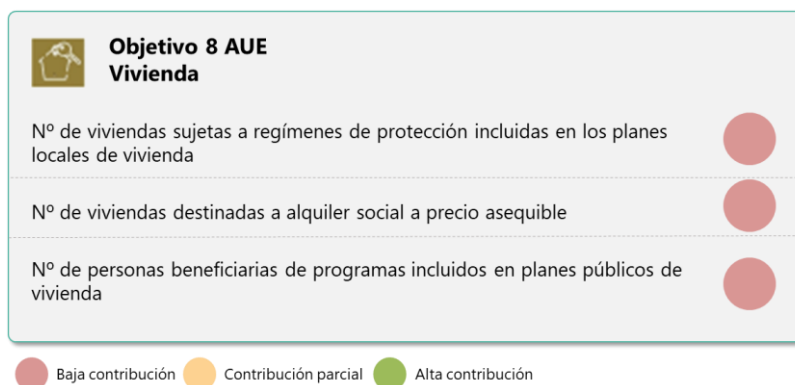 Objetivo 8 AUE
Vivienda
Nº de viviendas sujetas a regímenes de protección incluidas en los planes
locales de vivienda
Nº de viviendas destinadas a alquiler social a precio asequible
Nº de personas beneficiarias de programas incluidos en planes públicos de
vivienda
Baja contribución Contribución parcial Alta contribución